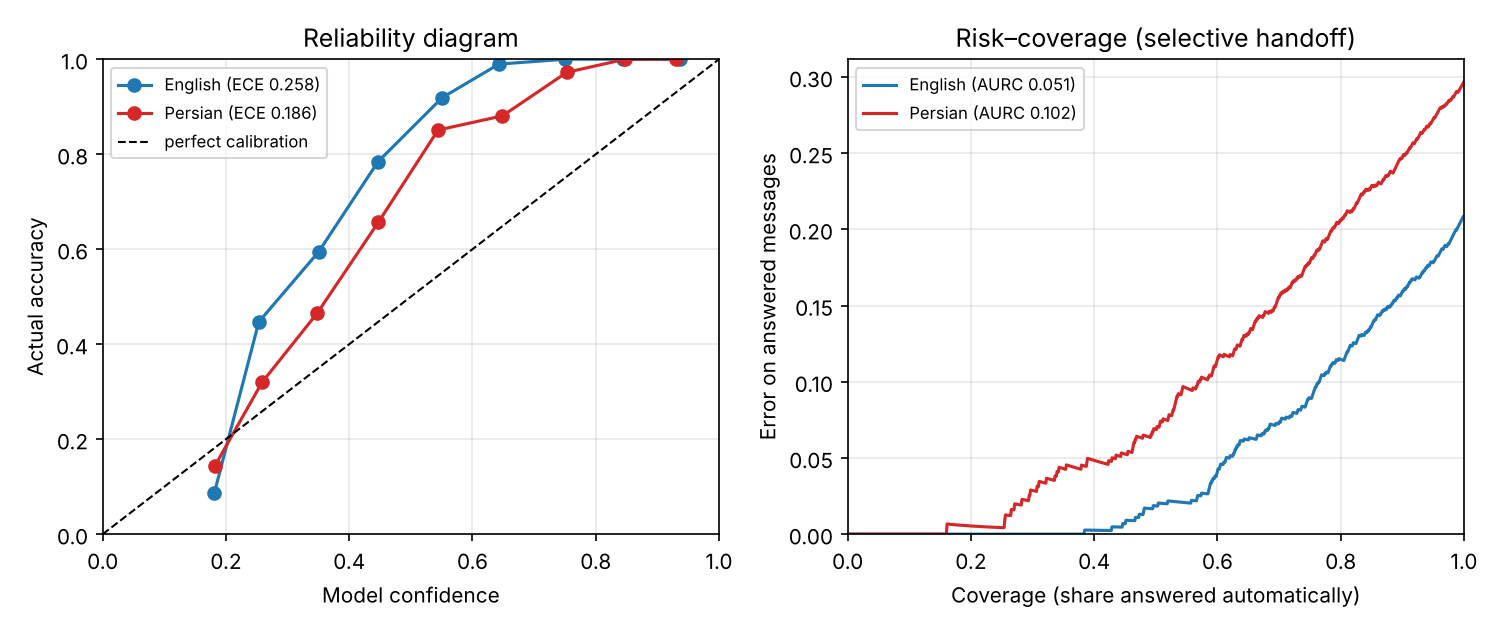 Reliability diagram
English (ECE 0.258)
Persian (ECE 0.186)
perfect calibration
Actual accuracy
1.0
0.8
0.6
0.4
0.2
0.0
0.0 0.2 0.4 0.6 0.8 1.0
Model confidence
Risk–coverage (selective handoff)
English (AURC 0.051)
Persian (AURC 0.102)
Error on answered messages
0.30
0.25
0.20
0.15
0.10
0.05
0.00
0.0 0.2 0.4 0.6 0.8 1.0
Coverage (share answered automatically)